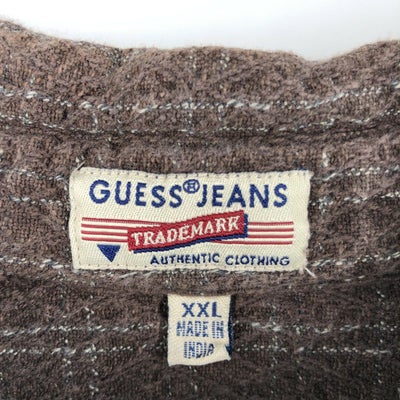 GUESS® JEANS
TRADEMARK
AUTHENTIC CLOTHING
XXL
MADE IN
INDIA